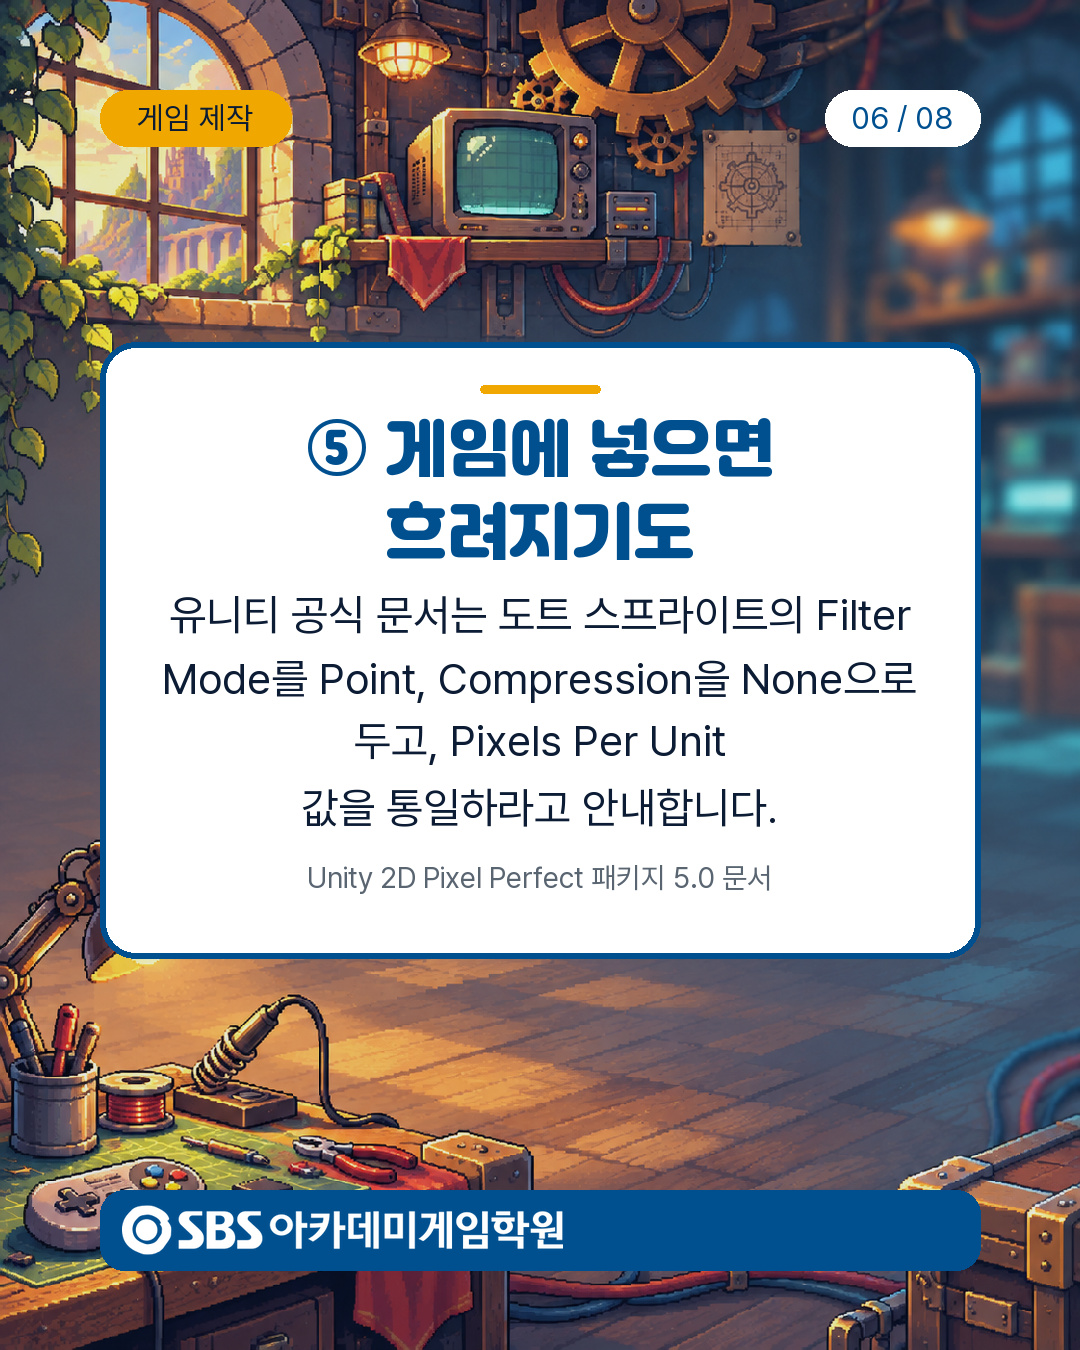 게임 제작
06 / 08
⑤ 게임에 넣으면
흐려지기도
유니티 공식 문서는 도트 스프라이트의 Filter
Mode를 Point, Compression을 None으로
두고, Pixels Per Unit
값을 통일하라고 안내합니다.
Unity 2D Pixel Perfect 패키지 5.0 문서
SBS 아카데미게임학원